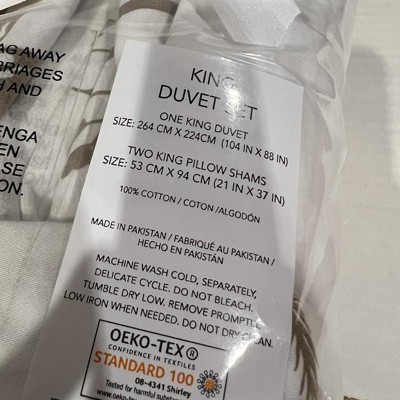 AG AWAY
RRIAGES
AND
ENGA
EN
SE
ON.
KING
DUVET SET
ONE KING DUVET
SIZE: 264 CM X 224CM (104 IN X 88 IN)
TWO KING PILLOW SHAMS
SIZE: 53 CM X 94 CM (21 IN X 37 IN)
100% COTTON / COTON /ALGODÓN
MADE IN PAKISTAN / FABRIQUÉ AU PAKISTAN /
HECHO EN PAKISTÁN
MACHINE WASH COLD, SEPARATELY,
DELICATE CYCLE. DO NOT BLEACH.
TUMBLE DRY LOW. REMOVE PROMPTLY.
LOW IRON WHEN NEEDED. DO NOT DRY CLEAN.
OEKO-TEX®
CONFIDENCE IN TEXTILES
STANDARD 100
08-4341 Shirley
Tested for harmful substances
www.oeko-tex